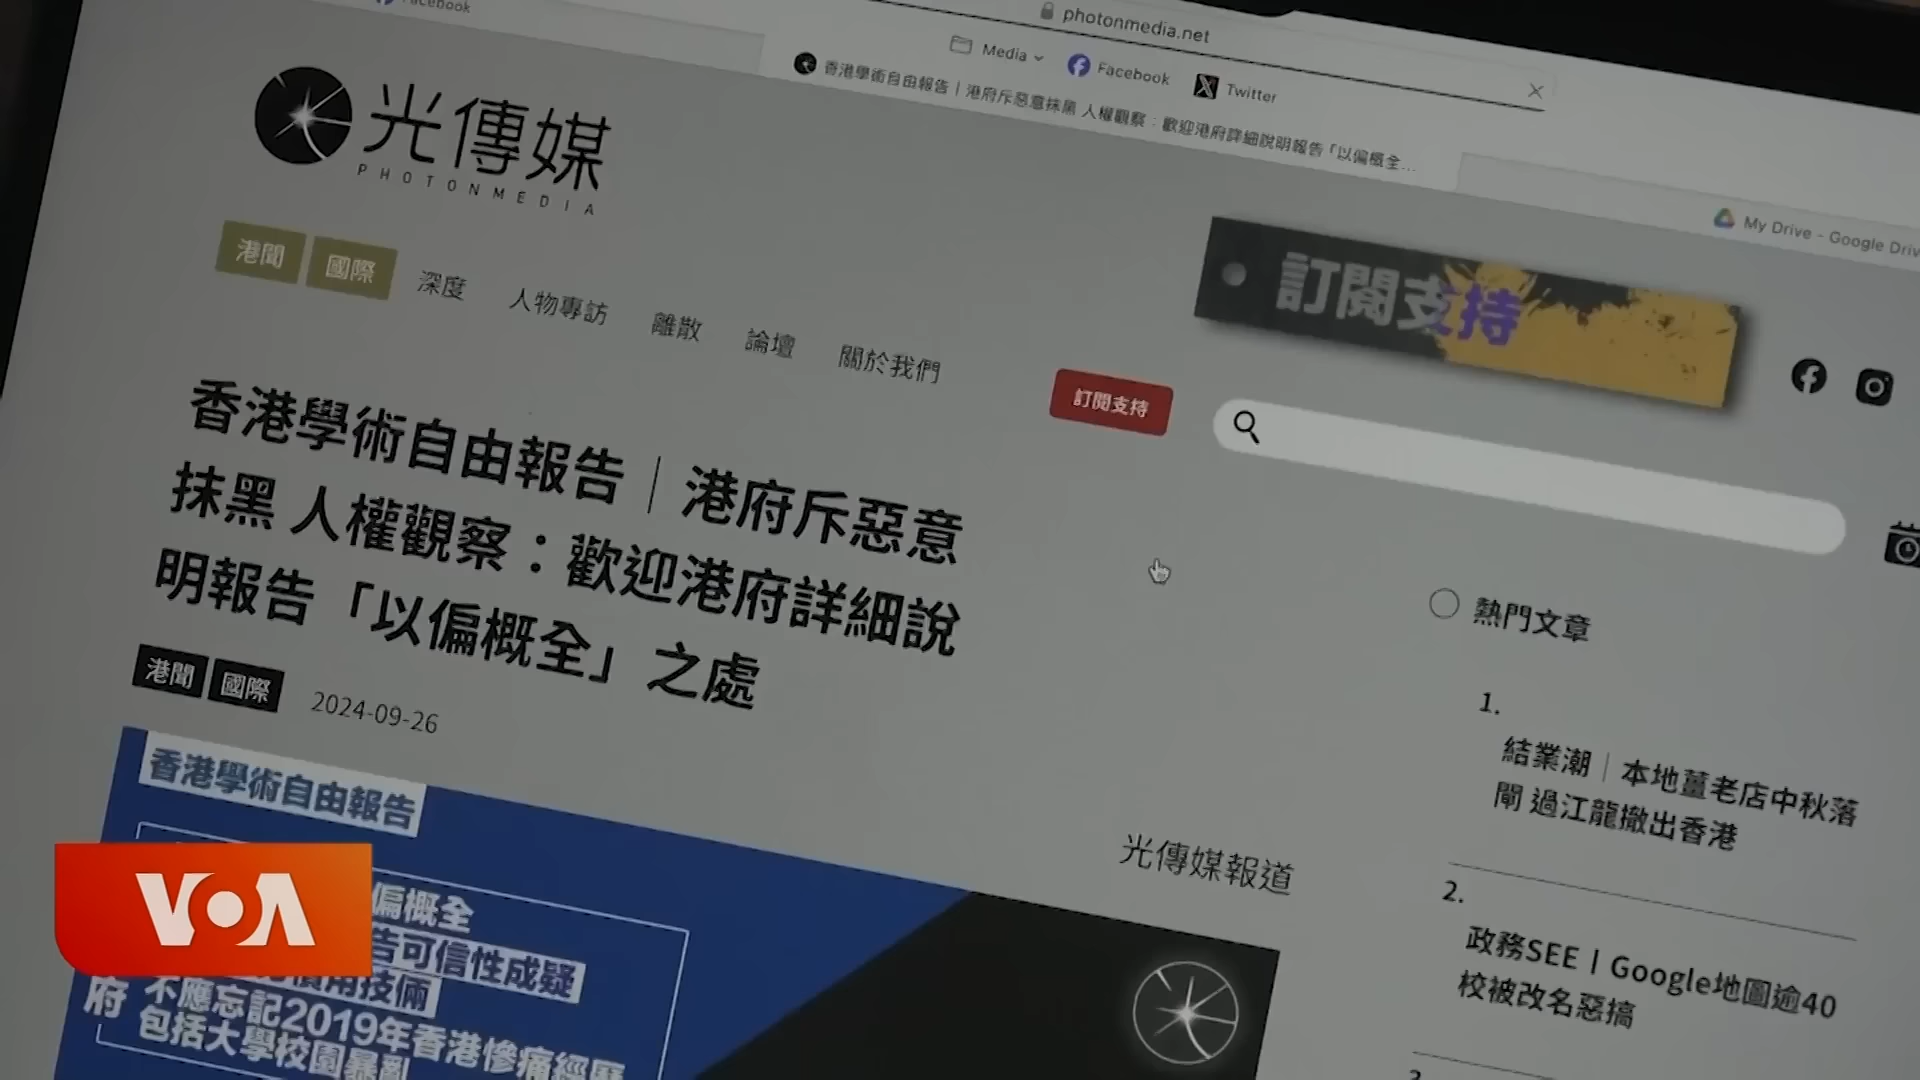 Facebook
photonmedia.net
Media
Facebook
Twitter
香港學術自由報告｜港府斥惡意抹黑 人權觀察：歡迎港府詳細說明報告「以偏概全...
My Drive - Google Driv
光傳媒
PHOTONMEDIA
港聞
國際
深度
人物專訪
離散
論壇
關於我們
訂閱支持
訂閱支持
香港學術自由報告｜港府斥惡意
抹黑 人權觀察：歡迎港府詳細說
明報告「以偏概全」之處
港聞
國際
2024-09-26
香港學術自由報告
偏概全
告可信性成疑
慣用技倆
不應忘記2019年香港慘痛經歷
包括大學校園暴亂
府
光傳媒報道
熱門文章
1.
結業潮｜本地薑老店中秋落
閘 過江龍撤出香港
2.
政務SEE｜Google地圖逾40
校被改名惡搞
3.
VOA